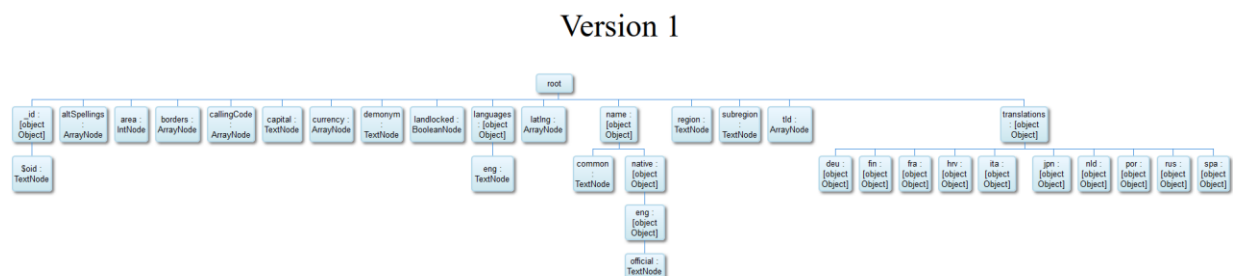 Version 1
root
_id :
[object
Object]
altSpellings
:
ArrayNode
area :
IntNode
borders :
ArrayNode
callingCode
:
ArrayNode
capital :
TextNode
currency :
ArrayNode
demonym
:
TextNode
landlocked :
BooleanNode
languages
: [object
Object]
latlng :
ArrayNode
name :
[object
Object]
region :
TextNode
subregion
:
TextNode
tld :
ArrayNode
translations
: [object
Object]
$oid :
TextNode
eng :
TextNode
common
:
TextNode
native :
[object
Object]
deu :
[object
Object]
fin :
[object
Object]
fra :
[object
Object]
hrv :
[object
Object]
ita :
[object
Object]
jpn :
[object
Object]
nld :
[object
Object]
por :
[object
Object]
rus :
[object
Object]
spa :
[object
Object]
eng :
[object
Object]
official :
TextNode